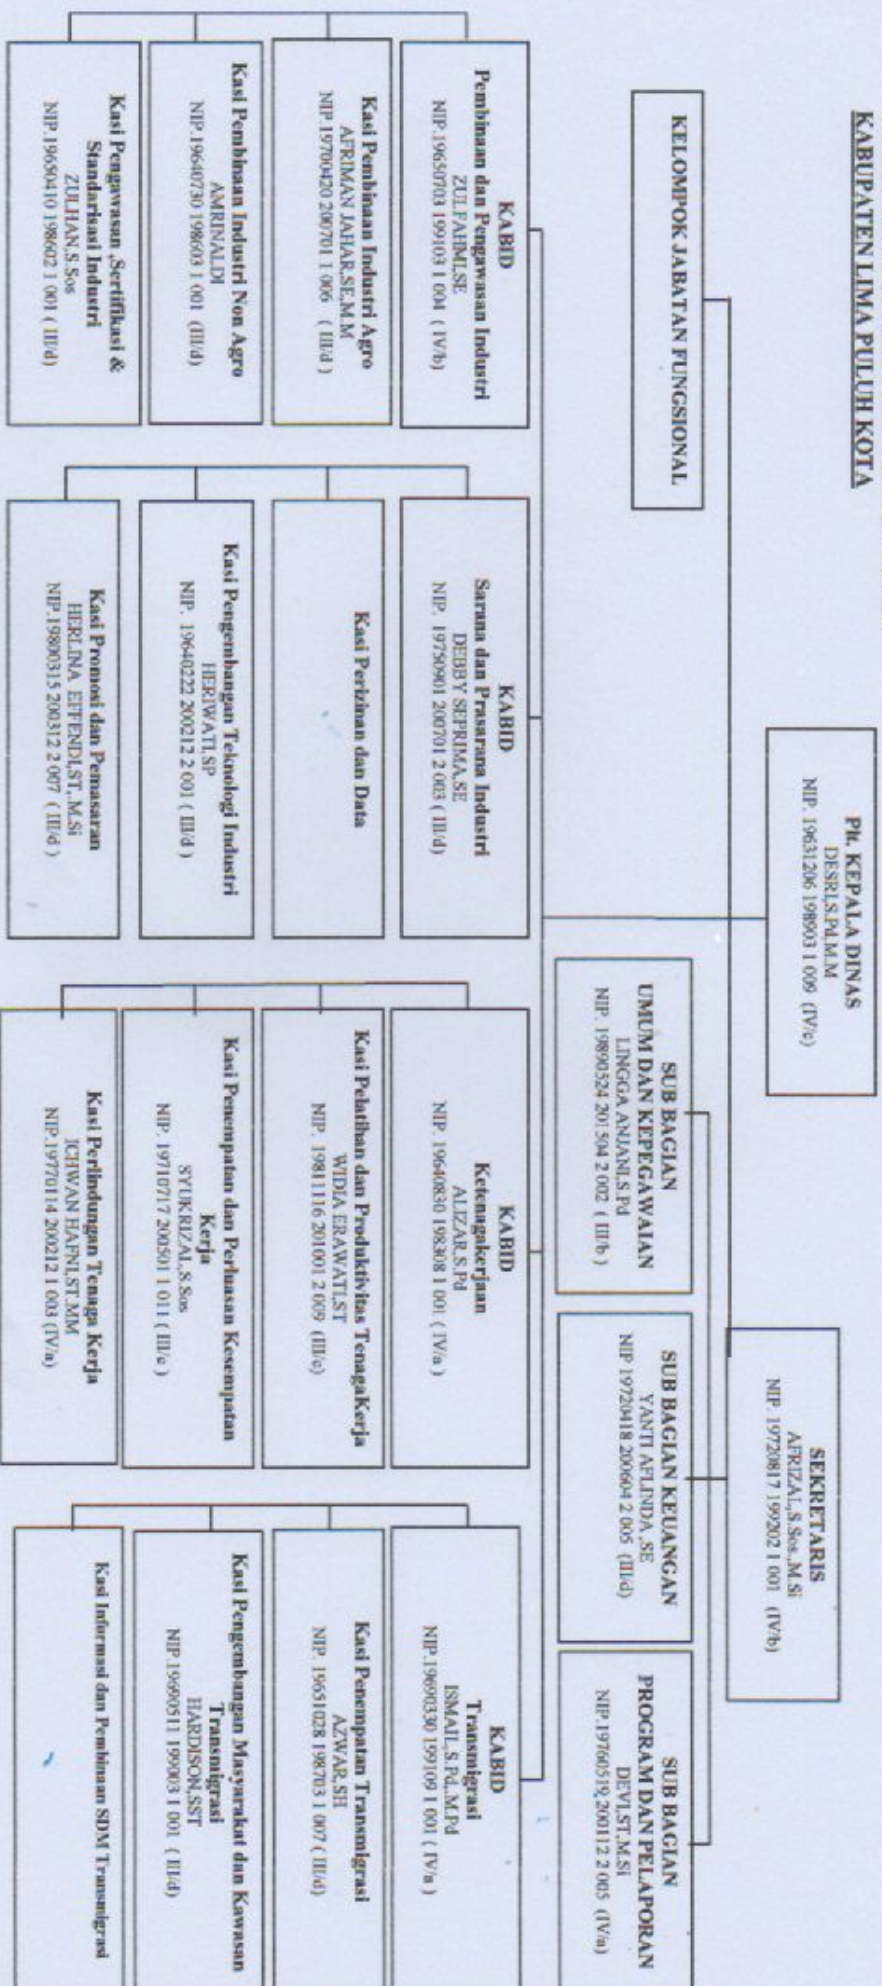 KABUPATEN LIMA PULUH KOTA
Plt. KEPALA DINAS
DESRI,S.Pd,M.M
NIP. 19631206 198903 1 009 (IV/c)
KELOMPOK JABATAN FUNGSIONAL
SEKRETARIS
AFRIZAL,S.Sos.,M.Si
NIP. 19720817 199202 1 001 (IV/b)
SUB BAGIAN
UMUM DAN KEPEGAWAIAN
LINGGA ANJANI,S.Pd
NIP. 19890524 201504 2 002 ( III/b )
SUB BAGIAN KEUANGAN
YANTI AFLINDA ,SE
NIP 19720418 200604 2 005 (III/d)
SUB BAGIAN
PROGRAM DAN PELAPORAN
DEVI,ST,M.Si
NIP.19760519 200112 2 005 (IV/a)
KABID
Pembinaan dan Pengawasan Industri
ZULFAHMI,SE
NIP.19650703 199103 1 004 ( IV/b)
Kasi Pembinaan Industri Agro
AFRIMAN JAHAR,SE,M.M
NIP 19700420 200701 1 006 ( III/d )
Kasi Pembinaan Industri Non Agro
AMRINALDI
NIP.19640730 198603 1 001 (III/d)
Kasi Pengawasan ,Sertifikasi &
Standarisasi Industri
ZULHAN,S.Sos
NIP.19650410 198602 1 001 ( III/d)
KABID
Sarana dan Prasarana Industri
DEBBY SEPRIMA,SE
NIP. 19750901 200701 2 003 ( III/d)
Kasi Perizinan dan Data
Kasi Pengembangan Teknologi Industri
HERIWATI,SP
NIP. 19640222 200212 2 001 ( III/d )
Kasi Promosi dan Pemasaran
HERLINA EFFENDI,ST,.M.Si
NIP.19800315 200312 2 007 ( III/d )
KABID
Ketenagakerjaan
ALIZAR,S.Pd
NIP. 19640830 198308 1 001 ( IV/a )
Kasi Pelatihan dan Produktivitas TenagaKerja
WIDIA ERAWATI,ST
NIP. 19811116 201001 2 009 (III/c)
Kasi Penempatan dan Perluasan Kesempatan
Kerja
SYUKRIZAL,S.Sos
NIP. 19710717 200501 1 011 ( III/c )
Kasi Perlindungan Tenaga Kerja
ICHWAN HAFNI,ST.MM
NIP.19770114 200212 1 003 (IV/a)
KABID
Transmigrasi
ISMAIL,S.Pd,.M.Pd
NIP.19690330 199109 1 001 ( IV/a )
Kasi Penempatan Transmigrasi
AZWAR,SH
NIP. 19651028 198703 1 007 ( III/d)
Kasi Pengembangan Masyarakat dan Kawasan
Transmigrasi
HARDISON,SST
NIP.19690511 199003 1 001 ( III/d)
Kasi Informasi dan Pembinaan SDM Transmigrasi